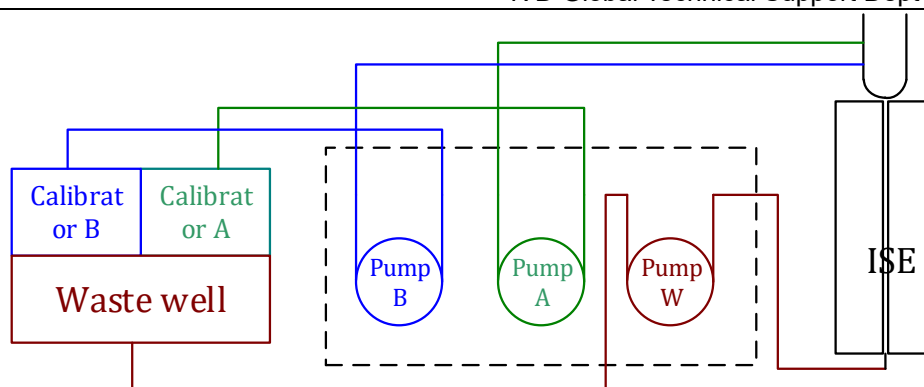 Calibrat
or B
Calibrat
or A
Waste well
Pump
B
Pump
A
Pump
W
ISE